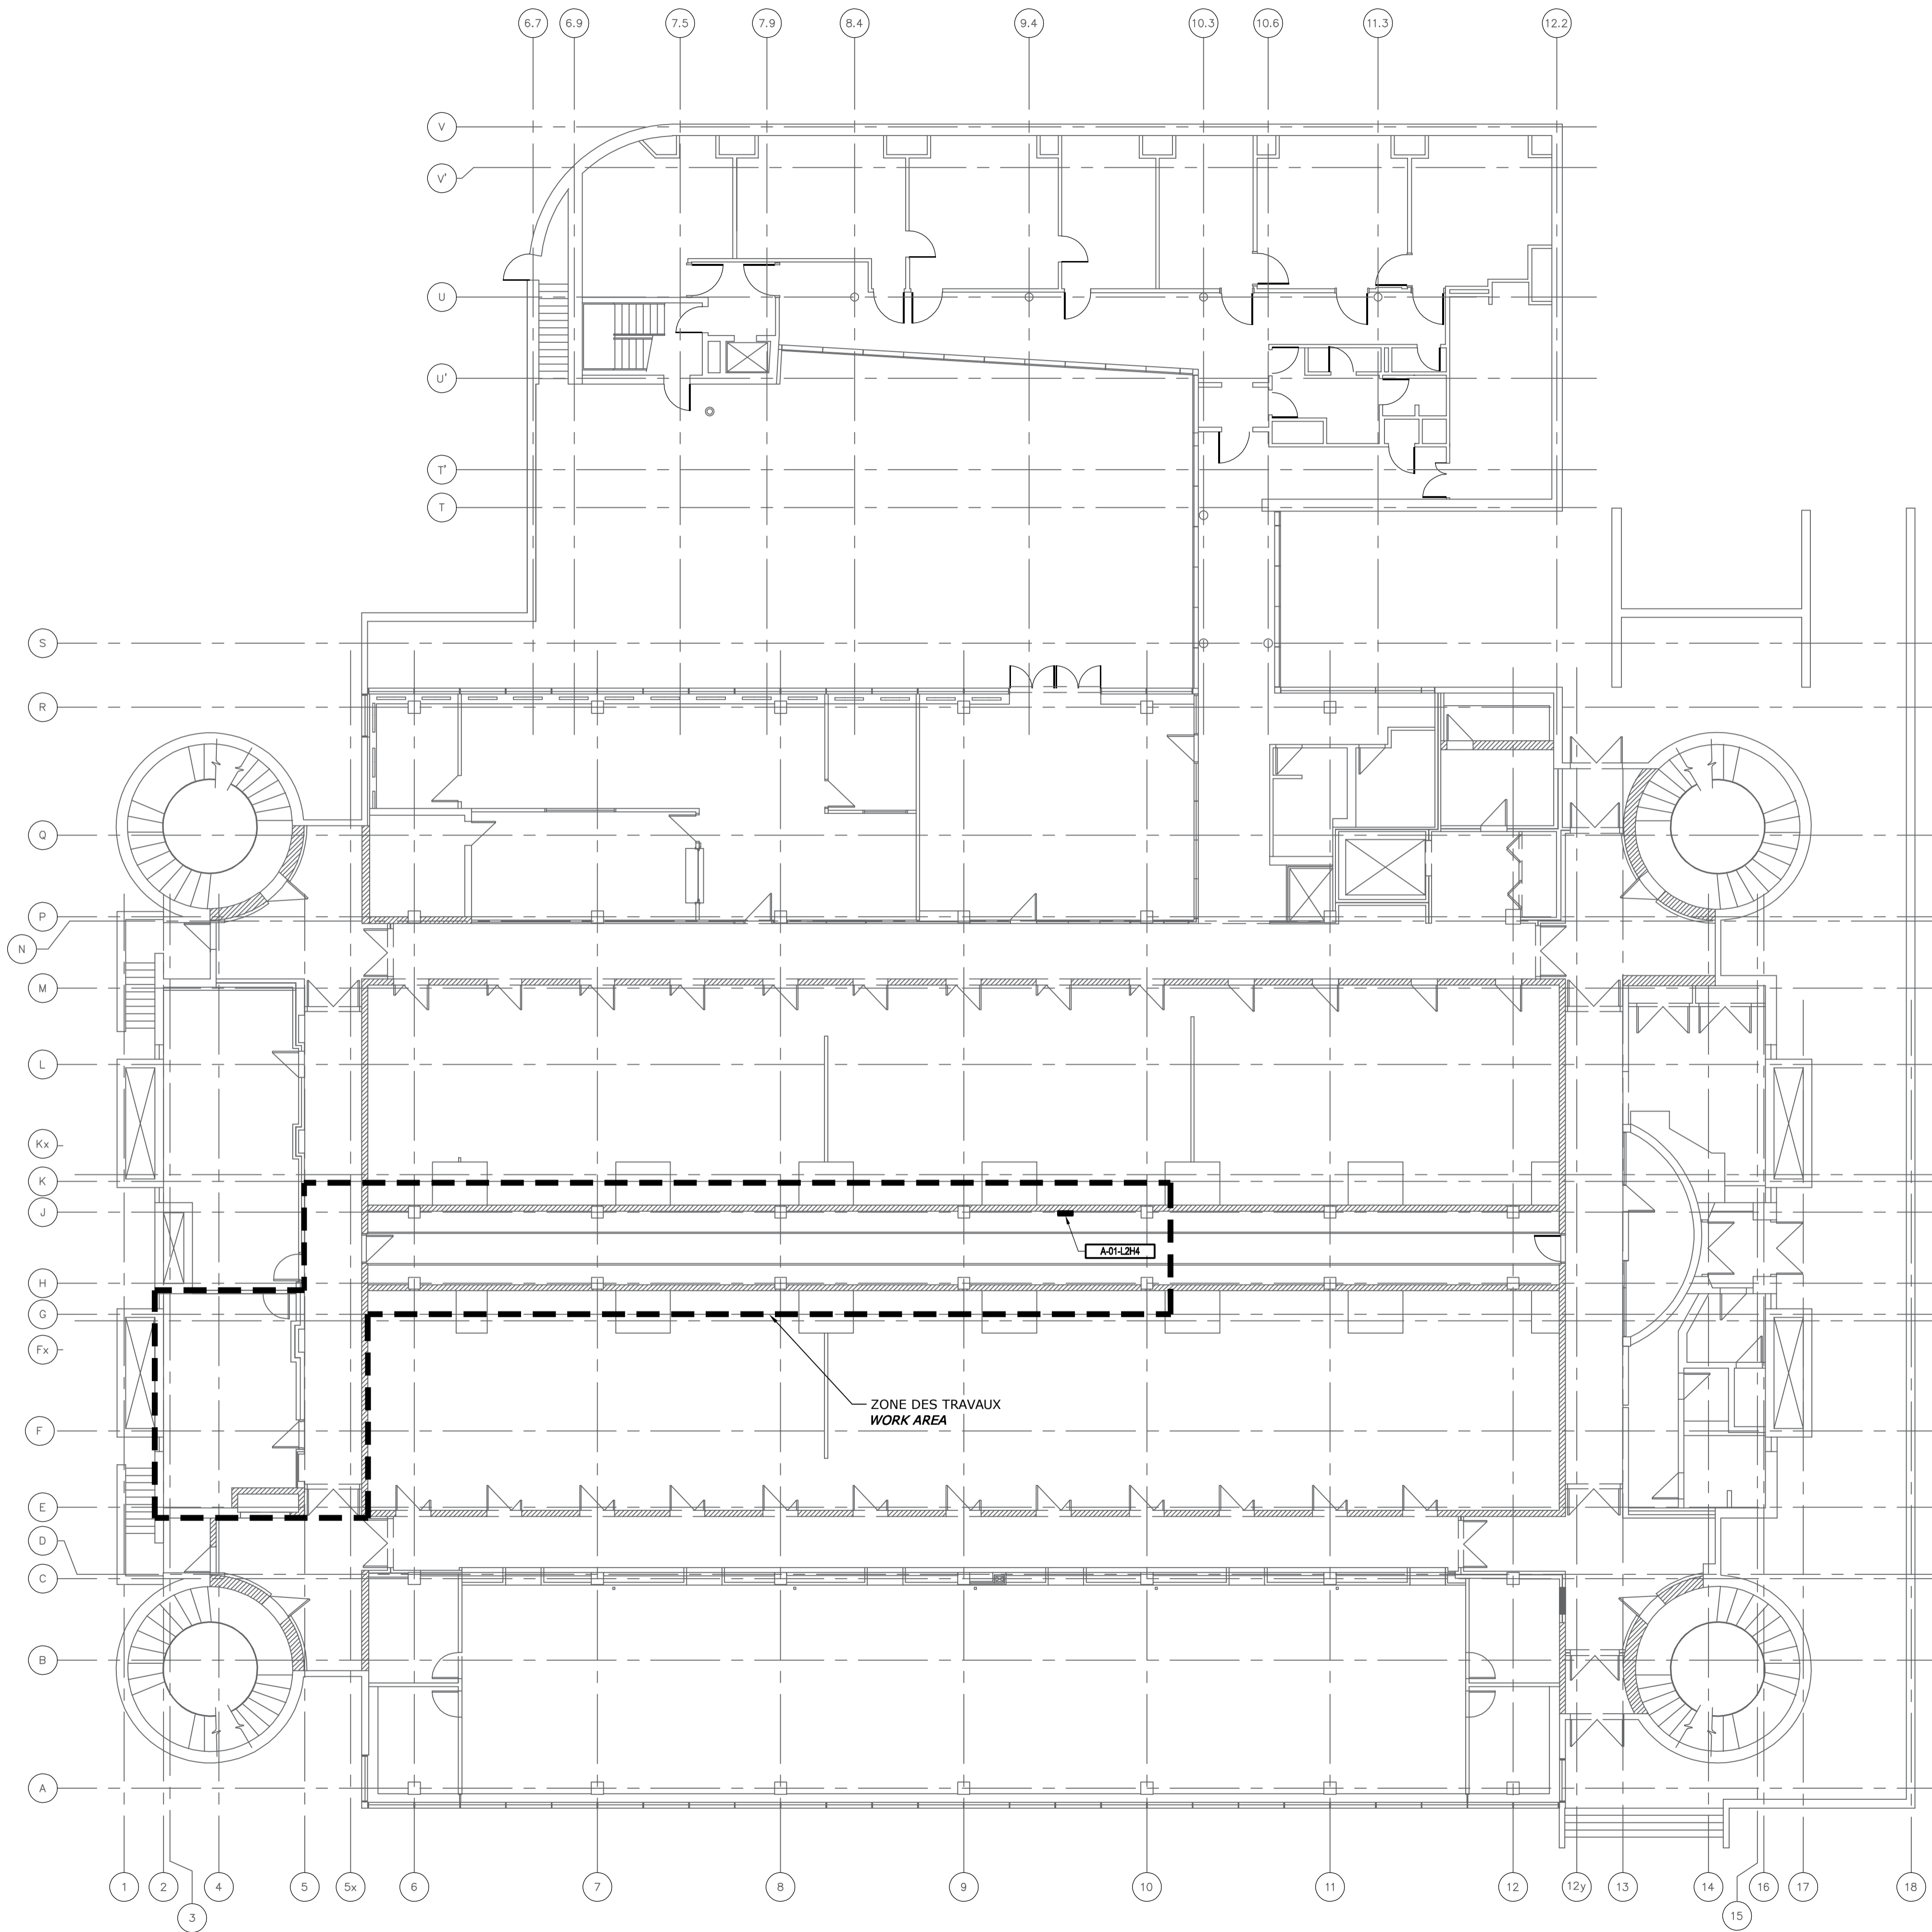 6.7 6.9 7.5 7.9 8.4 9.4 10.3 10.6 11.3 12.2
V
V'
U
U'
T'
T
S
R
Q
P
N
M
L
Kx
K
J
A-01-L2H4
H
G
Fx
ZONE DES TRAVAUX
WORK AREA
F
E
D
C
B
A
1 2 4 5 5x 6 7 8 9 10 11 12 12y 13 14 16 17 18
3 15